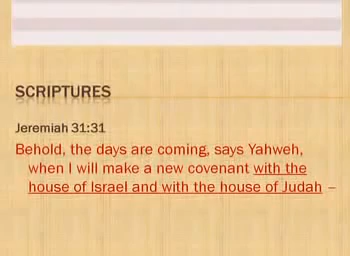 SCRIPTURES
Jeremiah 31:31
Behold, the days are coming, says Yahweh,
when I will make a new covenant with the
house of Israel and with the house of Judah –